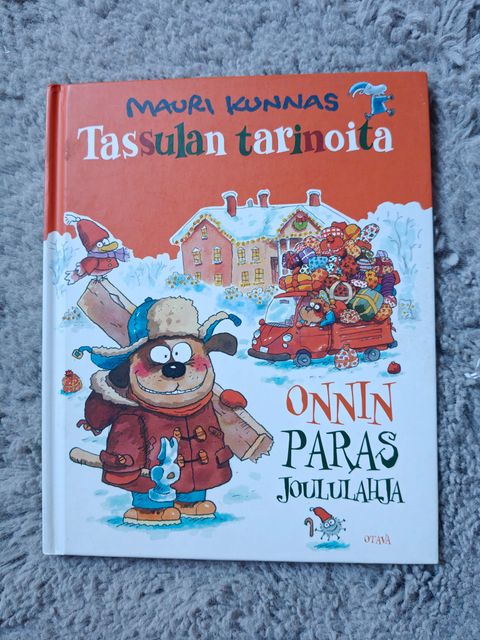 MAURI KUNNAS
Tassulan tarinoita
ONNIN
PARAS
JOULULAHJA
OTAVA